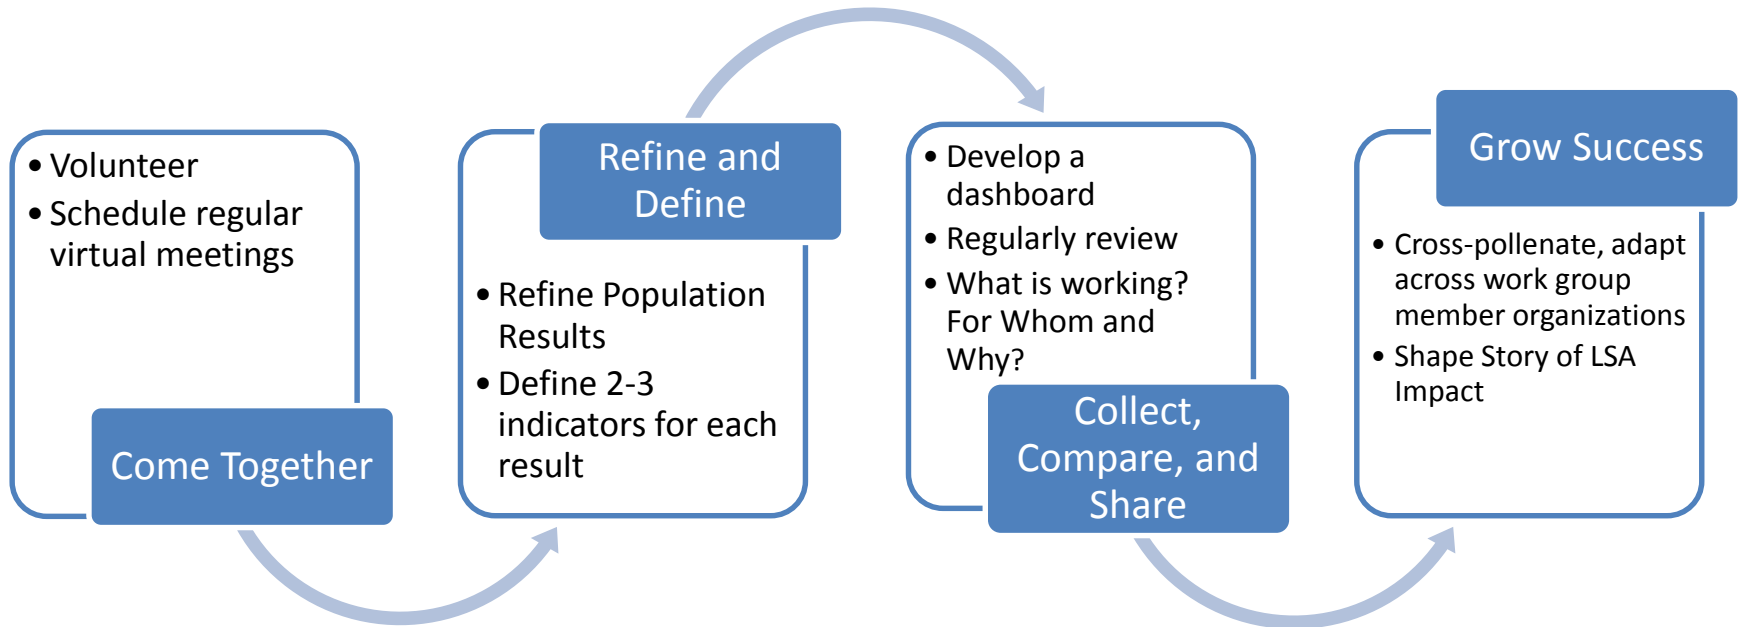 • Volunteer
• Schedule regular
virtual meetings
Come Together
Refine and
Define
• Refine Population
Results
• Define 2-3
indicators for each
result
• Develop a
dashboard
• Regularly review
• What is working?
For Whom and
Why?
Collect,
Compare, and
Share
Grow Success
• Cross-pollenate, adapt
across work group
member organizations
• Shape Story of LSA
Impact